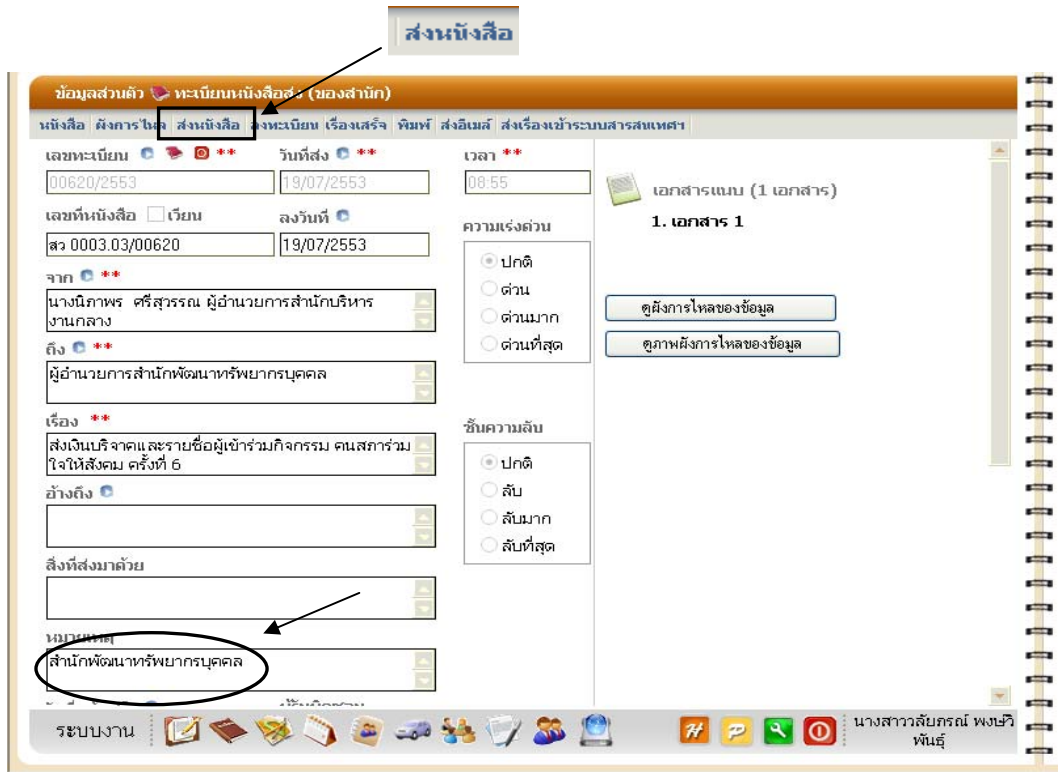 ส่งหนังสือ
ข้อมูลส่วนตัว ทะเบียนหนังสือส่ง (ของสำนัก)
หนังสือ ผังการไหล ส่งหนังสือ ลงทะเบียน เรื่องเสร็จ พิมพ์ ส่งอีเมล์ ส่งเรื่องเข้าระบบสารสนเทศฯ
เลขทะเบียน ** วันที่ส่ง ** เวลา **
00620/2553 19/07/2553 08:55
เอกสารแนบ (1 เอกสาร)
1. เอกสาร 1
เลขที่หนังสือ เวียน ลงวันที่
สว 0003.03/00620 19/07/2553
ความเร่งด่วน
ปกติ
ด่วน
ด่วนมาก
ด่วนที่สุด
จาก **
นางนิภาพร ศรีสุวรรณ ผู้อำนวยการสำนักบริหาร
งานกลาง
ดูผังการไหลของข้อมูล
ดูภาพผังการไหลของข้อมูล
ถึง **
ผู้อำนวยการสำนักพัฒนาทรัพยากรบุคคล
เรื่อง **
ส่งเงินบริจาคและรายชื่อผู้เข้าร่วมกิจกรรม คนสภาร่วม
ใจให้สังคม ครั้งที่ 6
ชั้นความลับ
ปกติ
ลับ
ลับมาก
ลับที่สุด
อ้างถึง
สิ่งที่ส่งมาด้วย
หมายเหตุ
สำนักพัฒนาทรัพยากรบุคคล
ระบบงาน
นางสาววลัยภรณ์ พงษ์วิ
พันธุ์